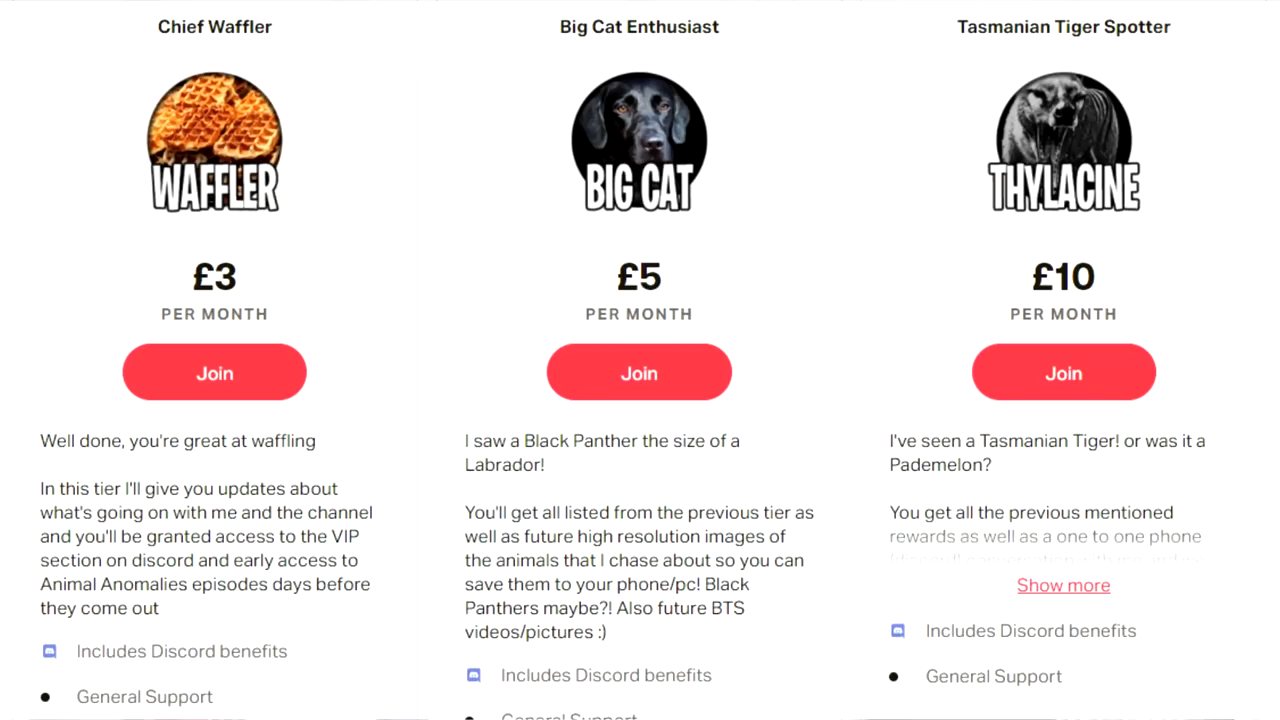 Chief Waffler
WAFFLER
£3
PER MONTH
Join
Well done, you're great at waffling
In this tier I'll give you updates about
what's going on with me and the channel
and you'll be granted access to the VIP
section on discord and early access to
Animal Anomalies episodes days before
they come out
Includes Discord benefits
General Support
Big Cat Enthusiast
BIG CAT
£5
PER MONTH
Join
I saw a Black Panther the size of a
Labrador!
You'll get all listed from the previous tier as
well as future high resolution images of
the animals that I chase about so you can
save them to your phone/pc! Black
Panthers maybe?! Also future BTS
videos/pictures :)
Includes Discord benefits
General Support
Tasmanian Tiger Spotter
THYLACINE
£10
PER MONTH
Join
I've seen a Tasmanian Tiger! or was it a
Pademelon?
You get all the previous mentioned
rewards as well as a one to one phone
Show more
Includes Discord benefits
General Support